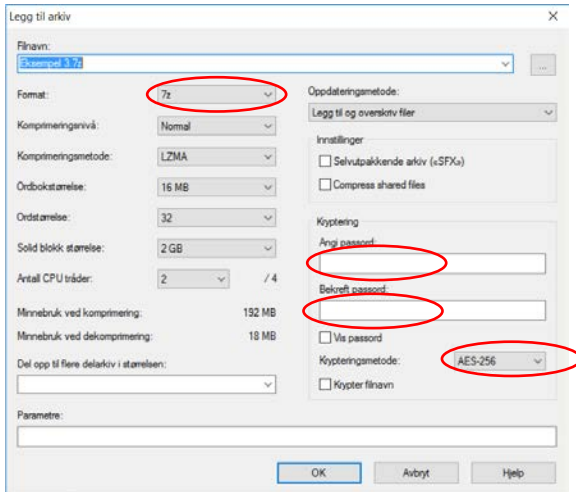 Legg til arkiv
Filnavn:
Eksempel 3.7z
...
Format: 7z
Komprimeringsnivå: Normal
Komprimeringsmetode: LZMA
Ordbokstørrelse: 16 MB
Ordstørrelse: 32
Solid blokk størrelse: 2 GB
Antall CPU tråder: 2 / 4
Minnebruk ved komprimering: 192 MB
Minnebruk ved dekomprimering: 18 MB
Del opp til flere delarkiv i størrelsen:
Oppdateringsmetode:
Legg til og overskriv filer
Innstillinger
Selvutpakkende arkiv («SFX»)
Compress shared files
Kryptering
Angi passord:
Bekreft passord:
Vis passord
Krypteringsmetode: AES-256
Krypter filnavn
Parametre:
OK Avbryt Hjelp